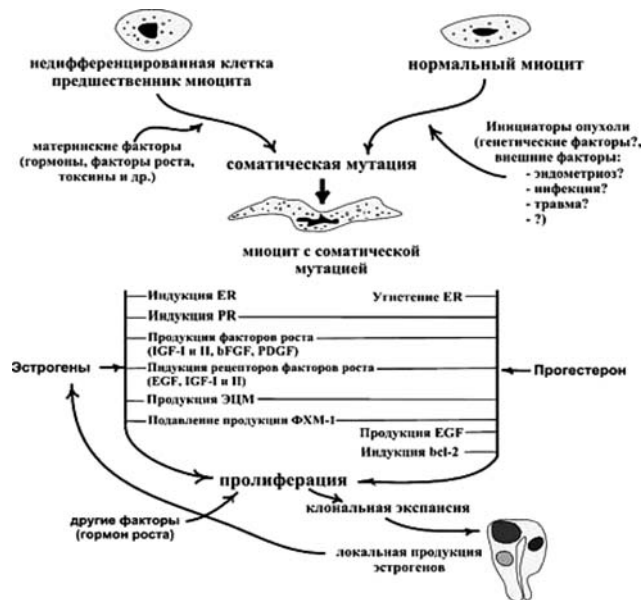 недифференцированная клетка
предшественник миоцита
нормальный миоцит
материнские факторы
(гормоны, факторы роста,
токсины и др.)
соматическая мутация
Инициаторы опухоли
(генетические факторы?,
внешние факторы:
- эндометриоз?
- инфекция?
- травма?
- ?)
миоцит с соматической
мутацией
Индукция ER
Угнетение ER
Индукция PR
Продукция факторов роста
(IGF-I и II, bFGF, PDGF)
Эстрогены
Индукция рецепторов факторов роста
(EGF, IGF-I и II)
Прогестерон
Продукция ЭЦМ
Подавление продукции ФХМ-1
Продукция EGF
Индукция bcl-2
пролиферация
клональная экспансия
другие факторы
(гормон роста)
локальная продукция
эстрогенов